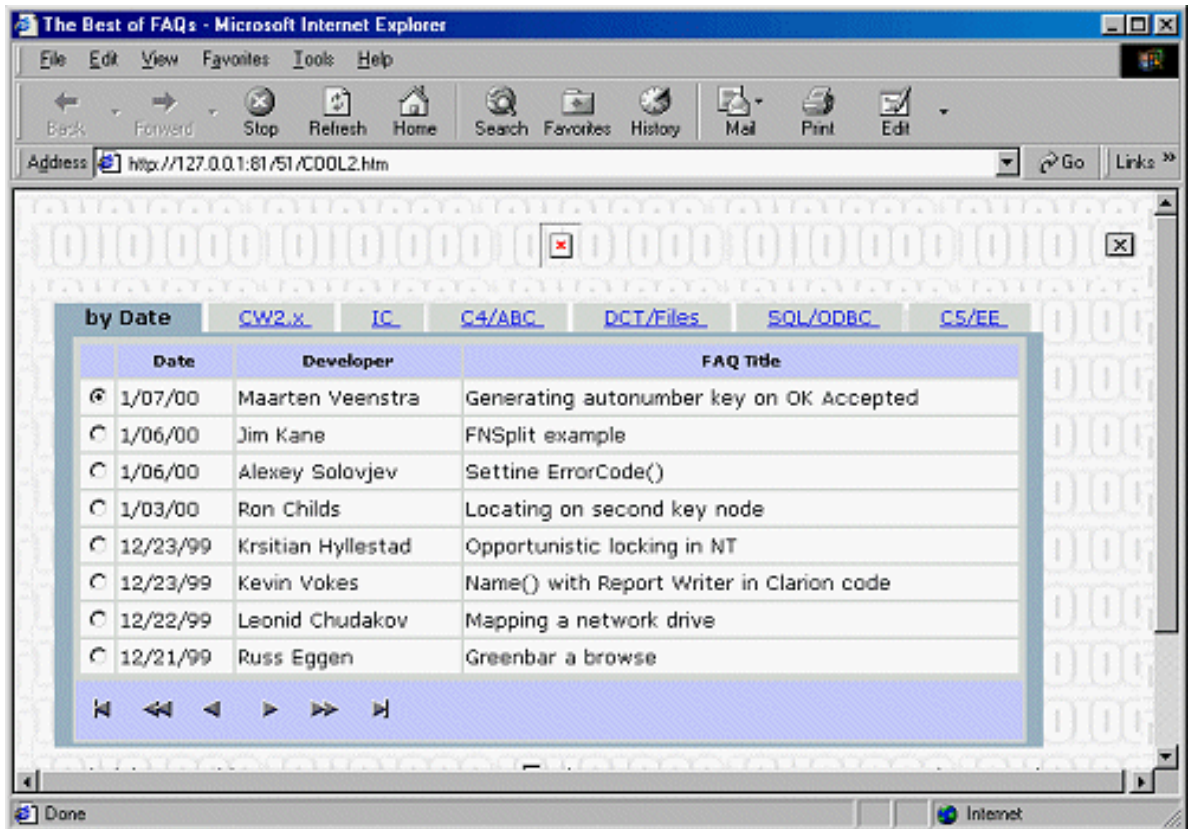 The Best of FAQs - Microsoft Internet Explorer
File Edit View Favorites Tools Help
Back Forward Stop Refresh Home Search Favorites History Mail Print Edit
Address http://127.0.0.1:81/51/COOL2.htm Go Links »
by Date CW2.x IC C4/ABC DCT/Files SQL/ODBC C5/EE
Date Developer FAQ Title
1/07/00 Maarten Veenstra Generating autonumber key on OK Accepted
1/06/00 Jim Kane FNSplit example
1/06/00 Alexey Solovjev Settine ErrorCode()
1/03/00 Ron Childs Locating on second key node
12/23/99 Krsitian Hyllestad Opportunistic locking in NT
12/23/99 Kevin Vokes Name() with Report Writer in Clarion code
12/22/99 Leonid Chudakov Mapping a network drive
12/21/99 Russ Eggen Greenbar a browse
Done Internet